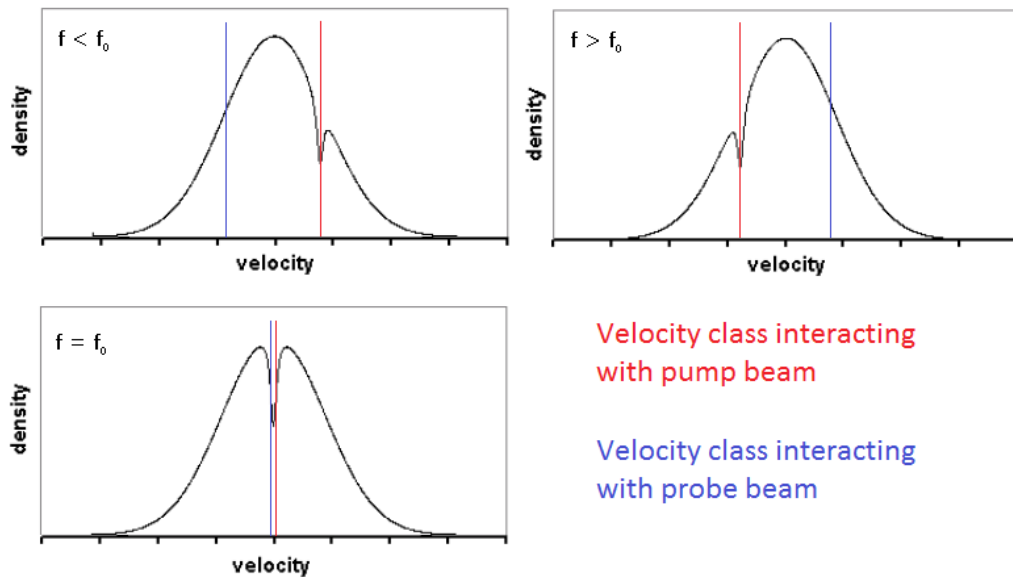 f < f₀
density
velocity
f > f₀
density
velocity
f = f₀
density
velocity
Velocity class interacting
with pump beam
Velocity class interacting
with probe beam